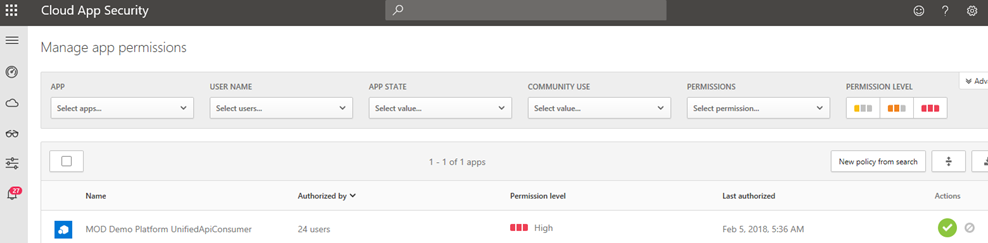 Cloud App Security
Manage app permissions
APP USER NAME APP STATE COMMUNITY USE PERMISSIONS PERMISSION LEVEL Adv
Select apps... Select users... Select value... Select value... Select permission...
1 - 1 of 1 apps New policy from search
27
Name Authorized by Permission level Last authorized Actions
MOD Demo Platform UnifiedApiConsumer 24 users High Feb 5, 2018, 5:36 AM